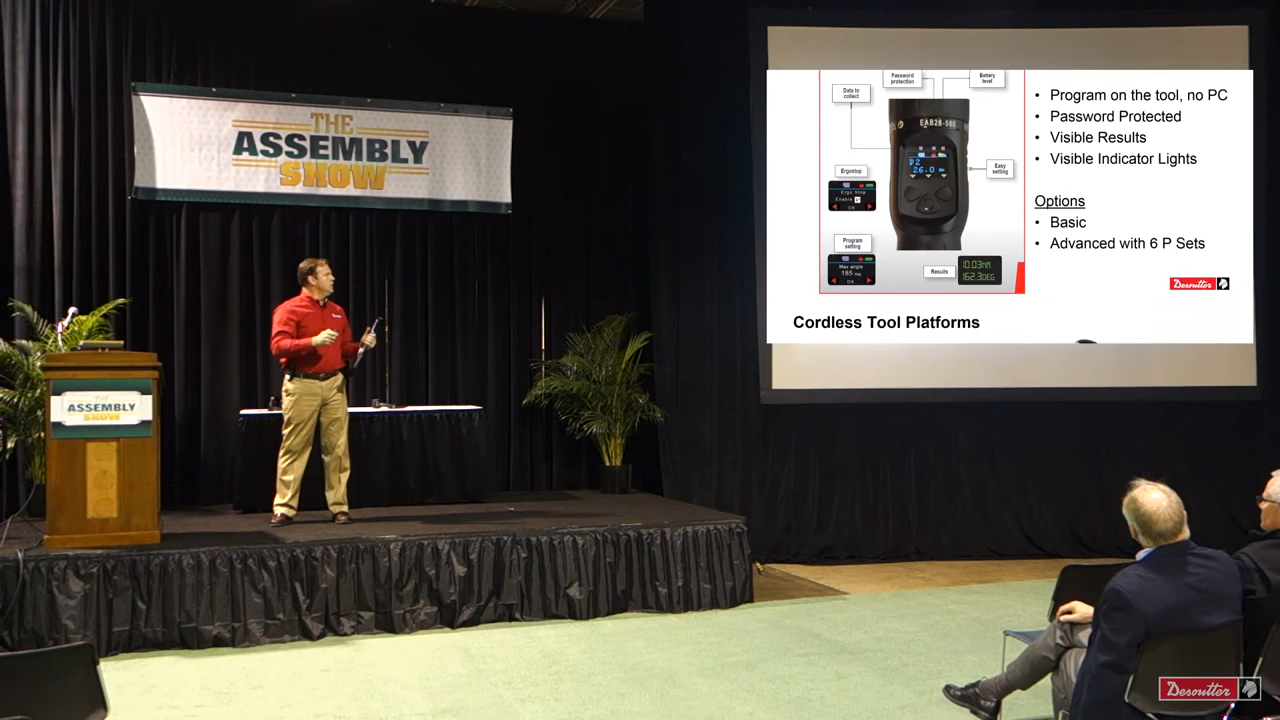 THE
ASSEMBLY
SHOW
THE
ASSEMBLY
SHOW
Password
protection
Battery
level
Data to
collect
EAB26-560
P2
26.0
Easy
setting
Ergostop
Ergo Stop
Enable
OK
Program
setting
Max angle
165
OK
Results
10.03NM
162.3DEG
• Program on the tool, no PC
• Password Protected
• Visible Results
• Visible Indicator Lights
Options
• Basic
• Advanced with 6 P Sets
Desoutter
Cordless Tool Platforms
Desoutter